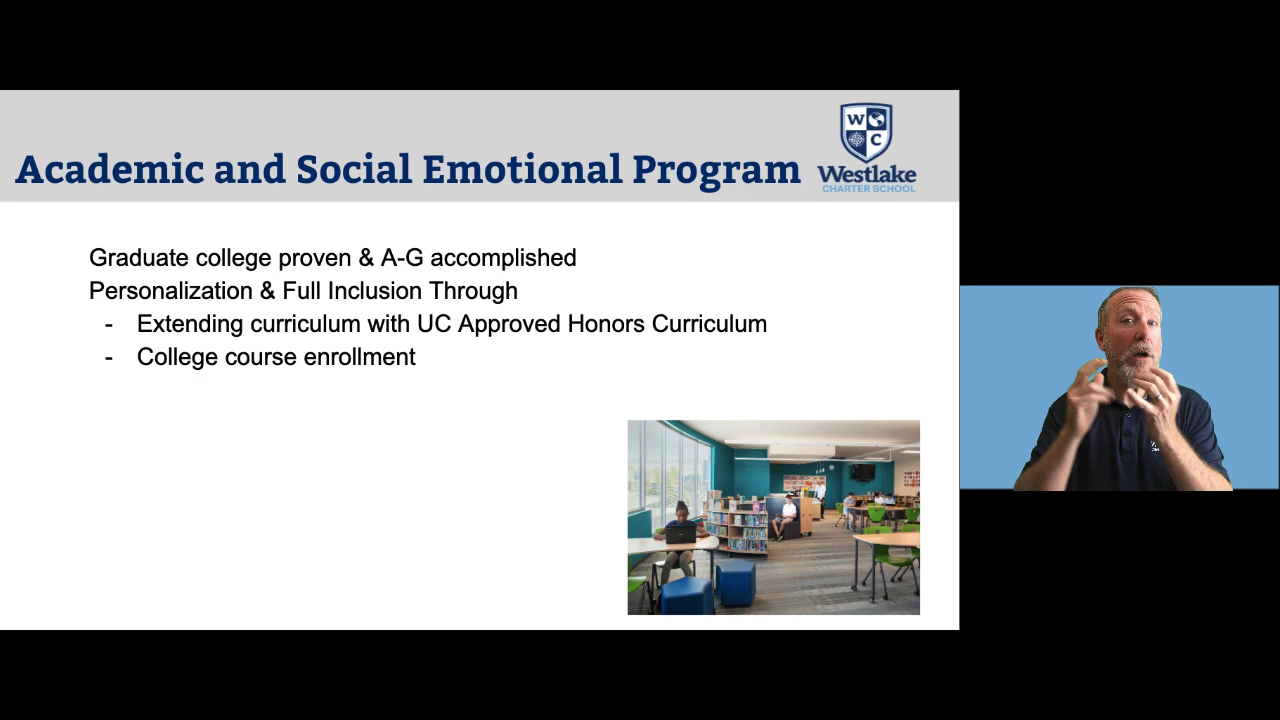 Academic and Social Emotional Program
W
C
Westlake
CHARTER SCHOOL
Graduate college proven & A-G accomplished
Personalization & Full Inclusion Through
- Extending curriculum with UC Approved Honors Curriculum
- College course enrollment